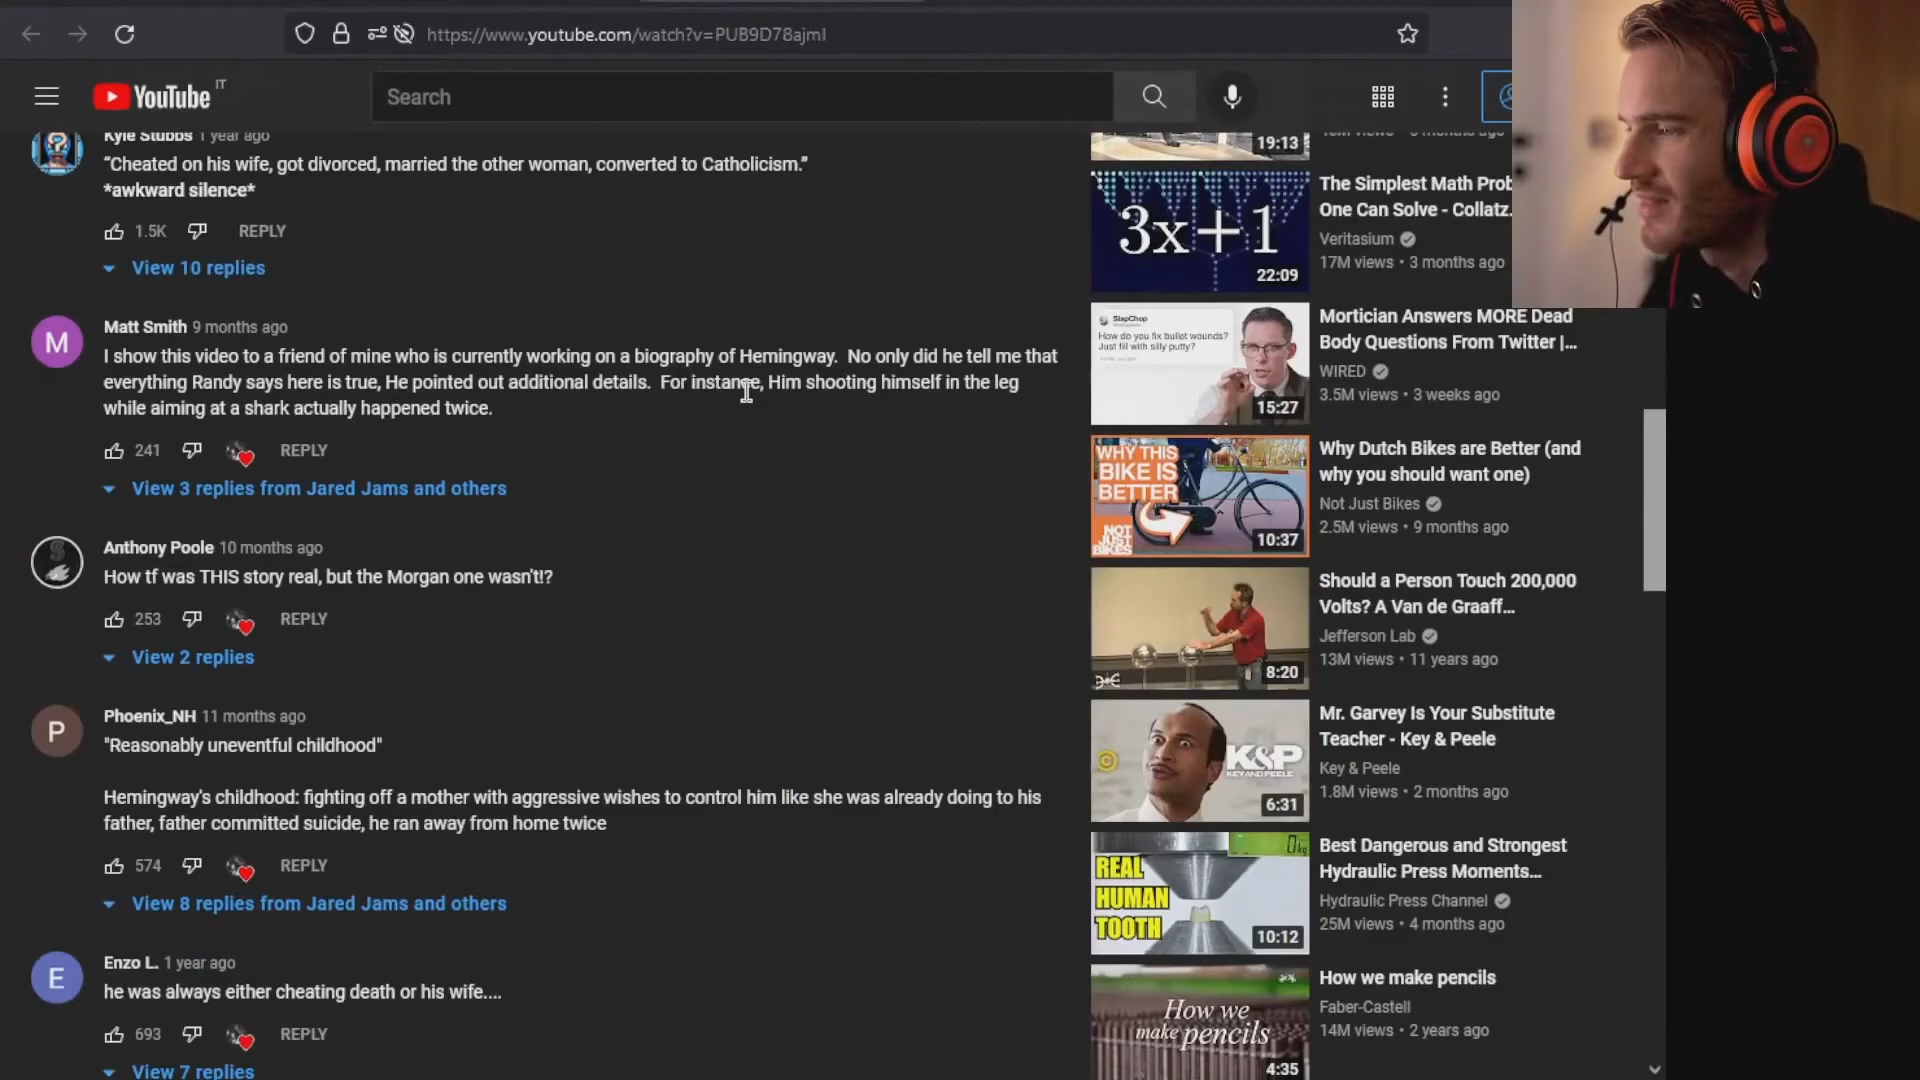 https://www.youtube.com/watch?v=PUB9D78ajmI
YouTube IT
Search
Kyle Stubbs 1 year ago
“Cheated on his wife, got divorced, married the other woman, converted to Catholicism.”
*awkward silence*
1.5K REPLY
View 10 replies
Matt Smith 9 months ago
I show this video to a friend of mine who is currently working on a biography of Hemingway. No only did he tell me that
everything Randy says here is true, He pointed out additional details. For instance, Him shooting himself in the leg
while aiming at a shark actually happened twice.
241 REPLY
View 3 replies from Jared Jams and others
Anthony Poole 10 months ago
How tf was THIS story real, but the Morgan one wasn't!?
253 REPLY
View 2 replies
P
Phoenix_NH 11 months ago
"Reasonably uneventful childhood"
Hemingway's childhood: fighting off a mother with aggressive wishes to control him like she was already doing to his
father, father committed suicide, he ran away from home twice
574 REPLY
View 8 replies from Jared Jams and others
E
Enzo L. 1 year ago
he was always either cheating death or his wife....
693 REPLY
View 7 replies
M
19:13
3x+1
22:09
The Simplest Math Prob
One Can Solve - Collatz...
Veritasium
17M views • 3 months ago
SlapChop
How do you fix bullet wounds?
Just fill with silly putty?
15:27
Mortician Answers MORE Dead
Body Questions From Twitter |...
WIRED
3.5M views • 3 weeks ago
WHY THIS
BIKE IS
BETTER
NOT
JUST
BIKES
10:37
Why Dutch Bikes are Better (and
why you should want one)
Not Just Bikes
2.5M views • 9 months ago
8:20
Should a Person Touch 200,000
Volts? A Van de Graaff...
Jefferson Lab
13M views • 11 years ago
K&P
KEY AND PEELE
6:31
Mr. Garvey Is Your Substitute
Teacher - Key & Peele
Key & Peele
1.8M views • 2 months ago
REAL
HUMAN
TOOTH
0kg
10:12
Best Dangerous and Strongest
Hydraulic Press Moments...
Hydraulic Press Channel
25M views • 4 months ago
How we
make pencils
4:35
How we make pencils
Faber-Castell
14M views • 2 years ago